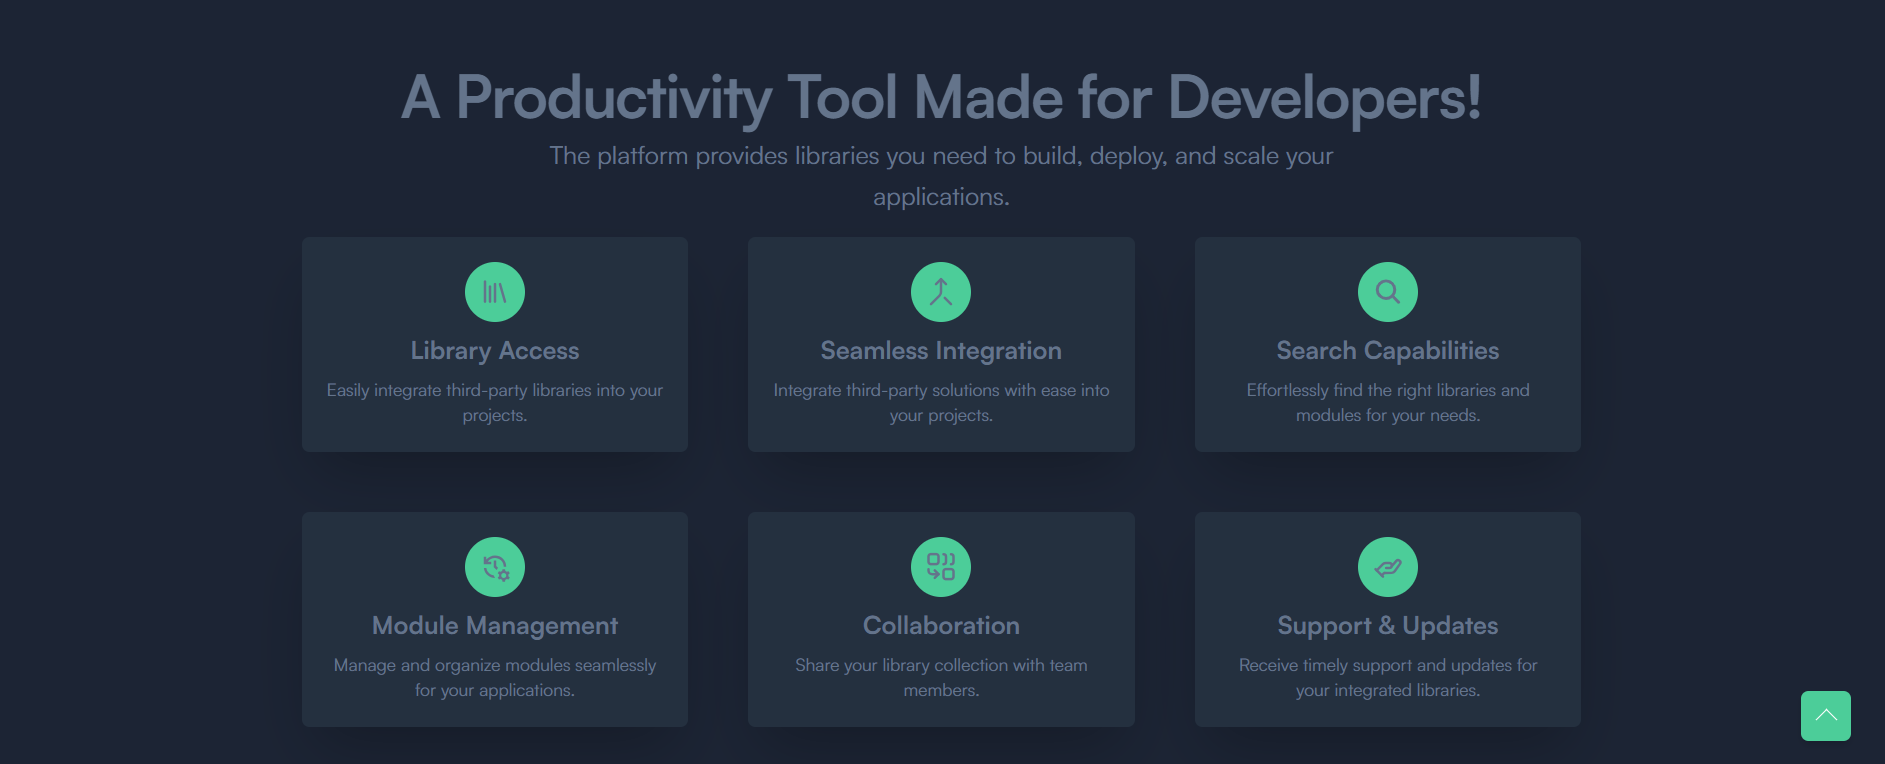 A Productivity Tool Made for Developers!
The platform provides libraries you need to build, deploy, and scale your
applications.
Library Access
Easily integrate third-party libraries into your
projects.
Seamless Integration
Integrate third-party solutions with ease into
your projects.
Search Capabilities
Effortlessly find the right libraries and
modules for your needs.
Module Management
Manage and organize modules seamlessly
for your applications.
Collaboration
Share your library collection with team
members.
Support & Updates
Receive timely support and updates for
your integrated libraries.